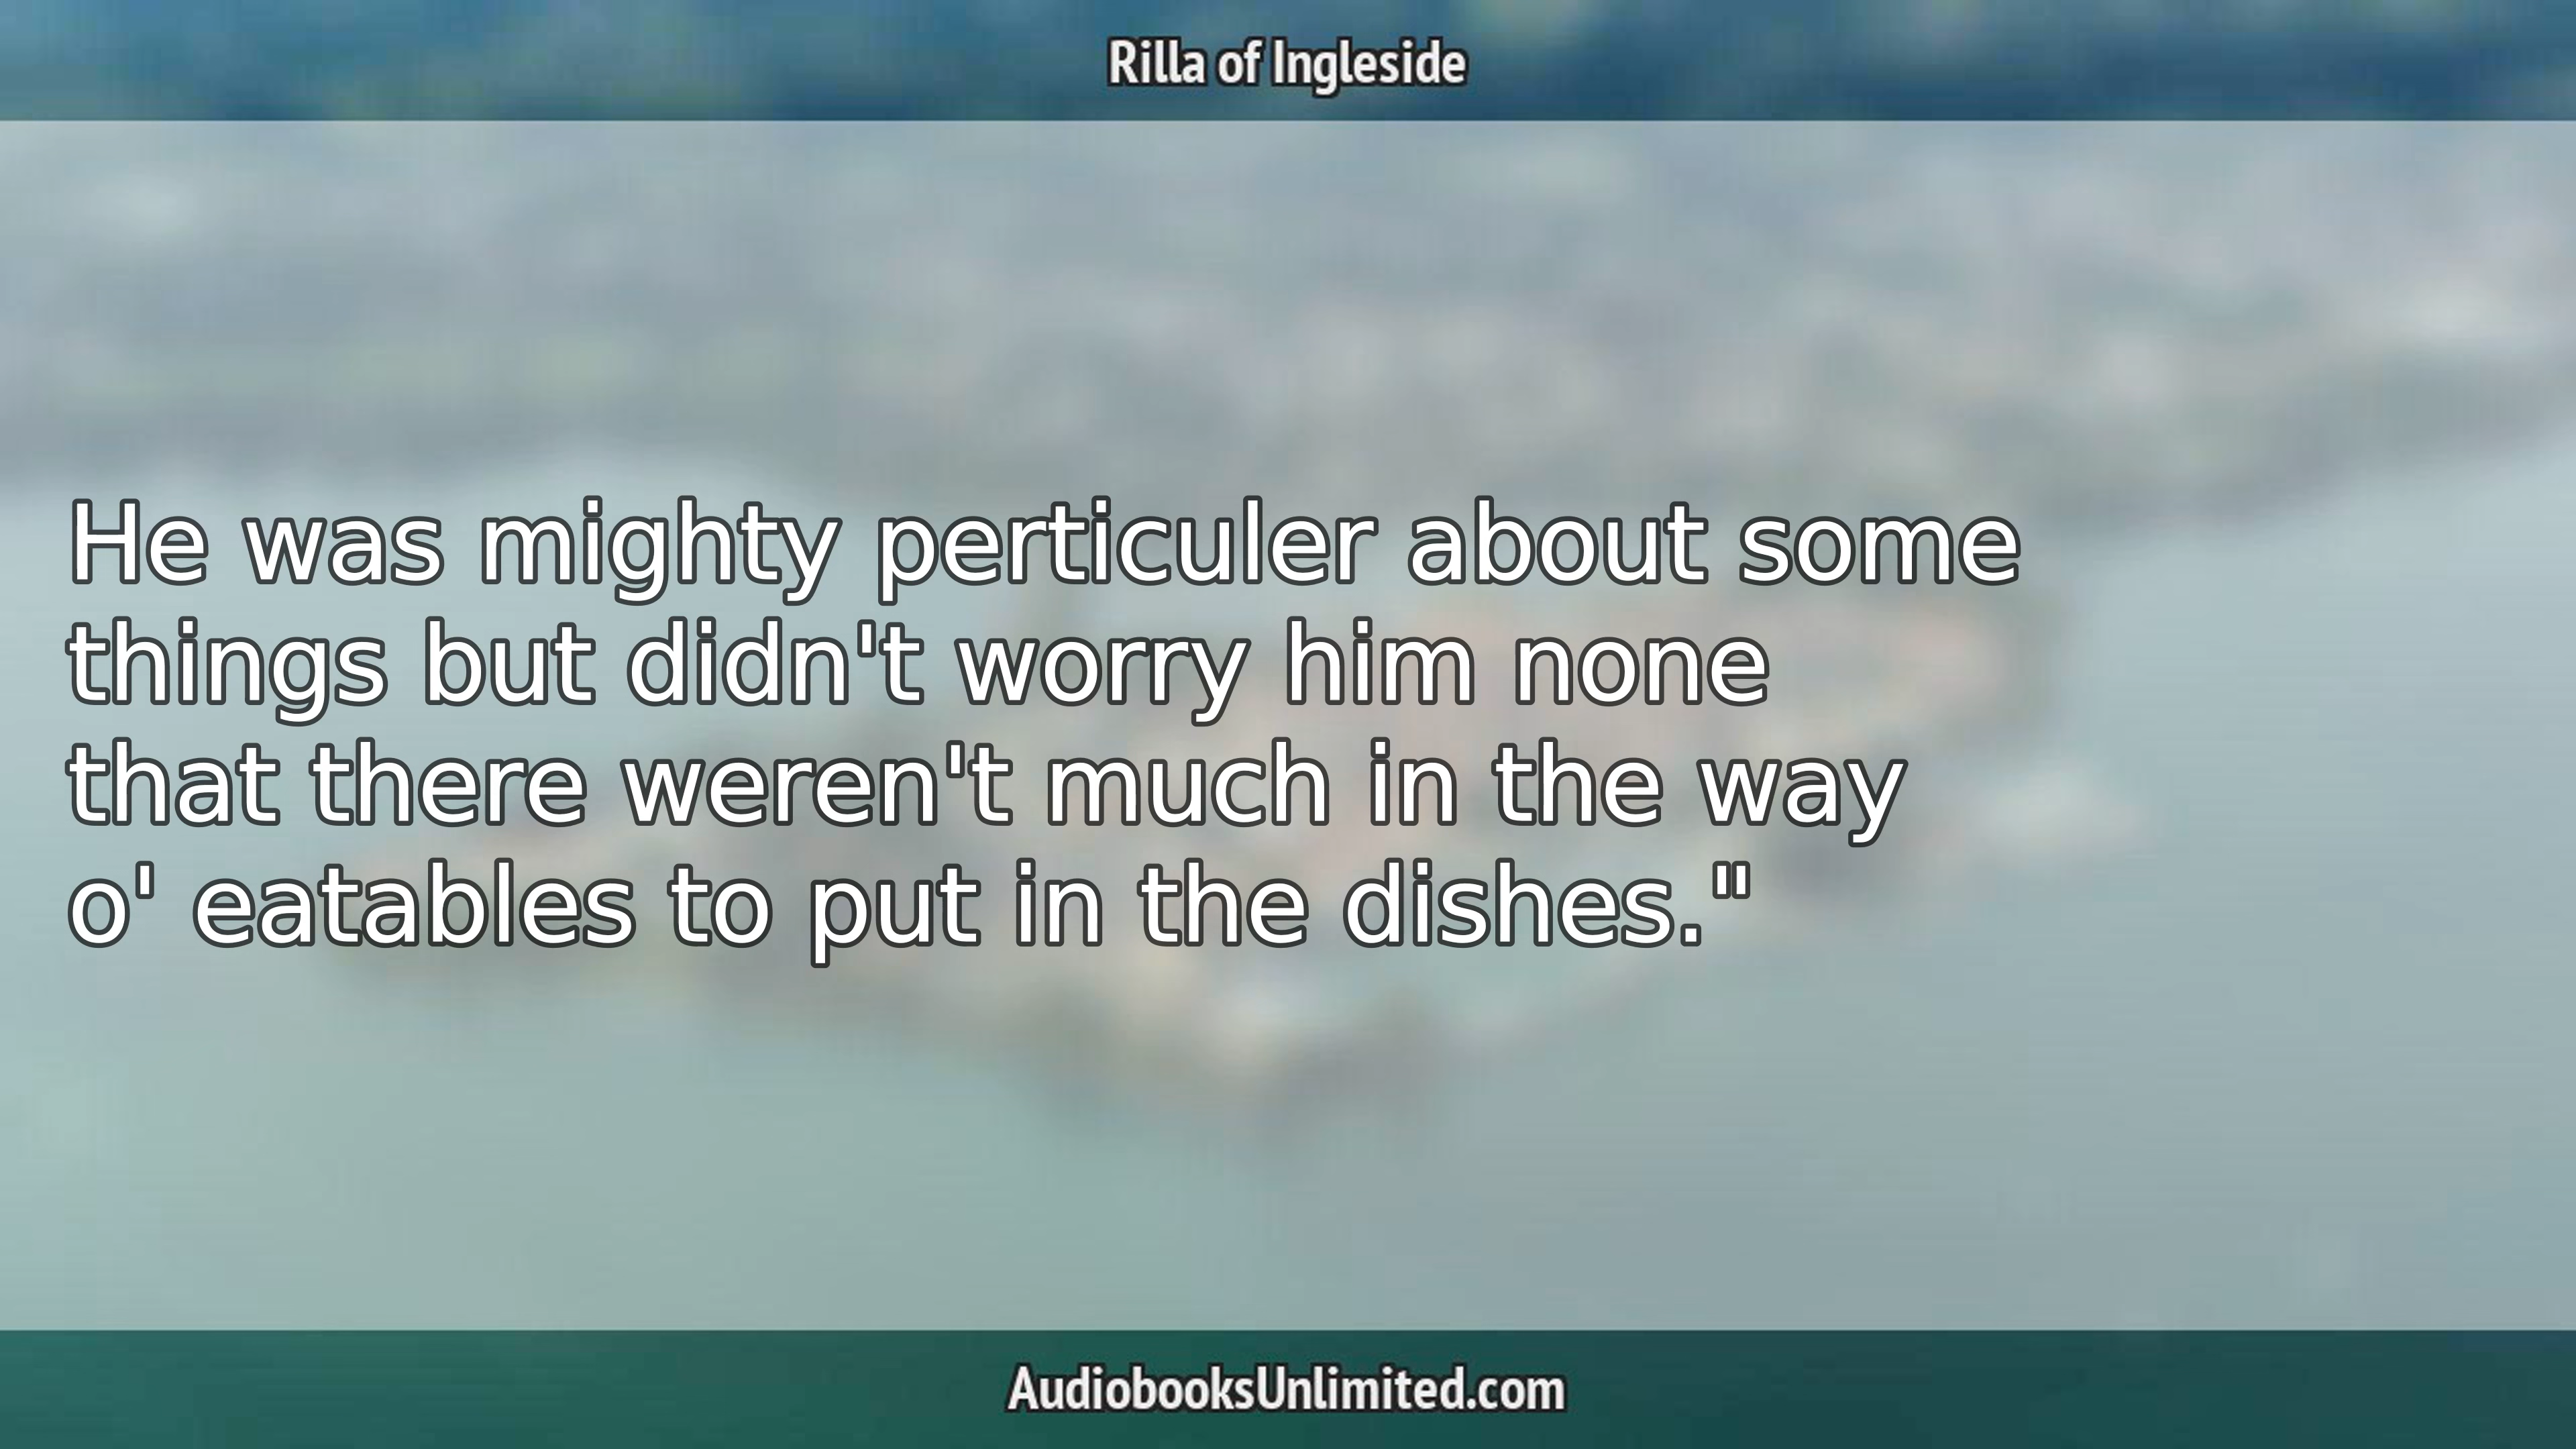 Rilla of Ingleside
He was mighty perticuler about some
things but didn't worry him none
that there weren't much in the way
o' eatables to put in the dishes."
AudiobooksUnlimited.com